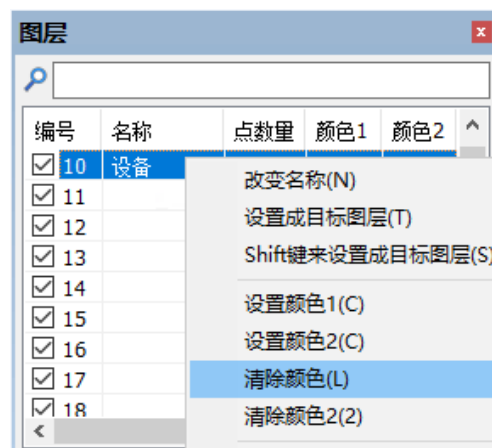 图层
编号 名称 点数量 颜色1 颜色2
10 设备
11
12
13
14
15
16
17
18
改变名称(N)
设置成目标图层(T)
Shift键来设置成目标图层(S)
设置颜色1(C)
设置颜色2(C)
清除颜色(L)
清除颜色2(2)